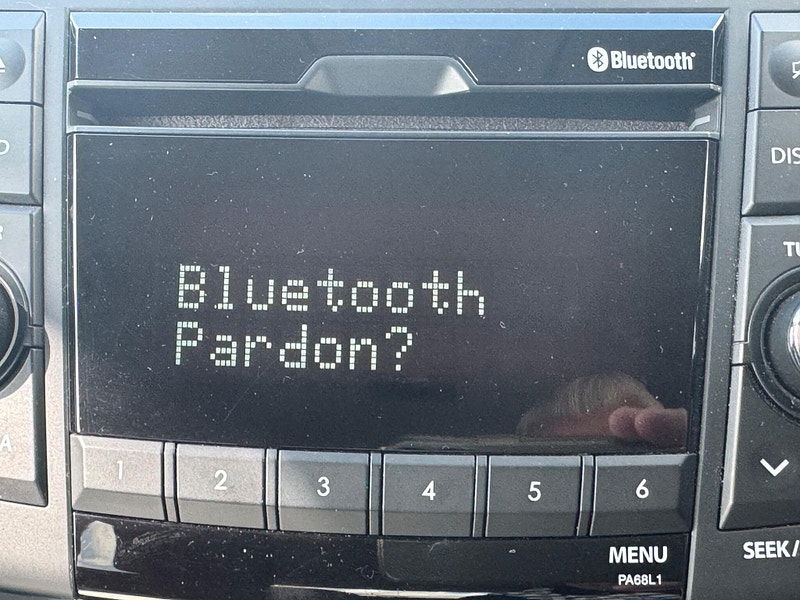 Bluetooth
DIS
Bluetooth
Pardon?
1 2 3 4 5 6
MENU
PA68L1
SEEK/